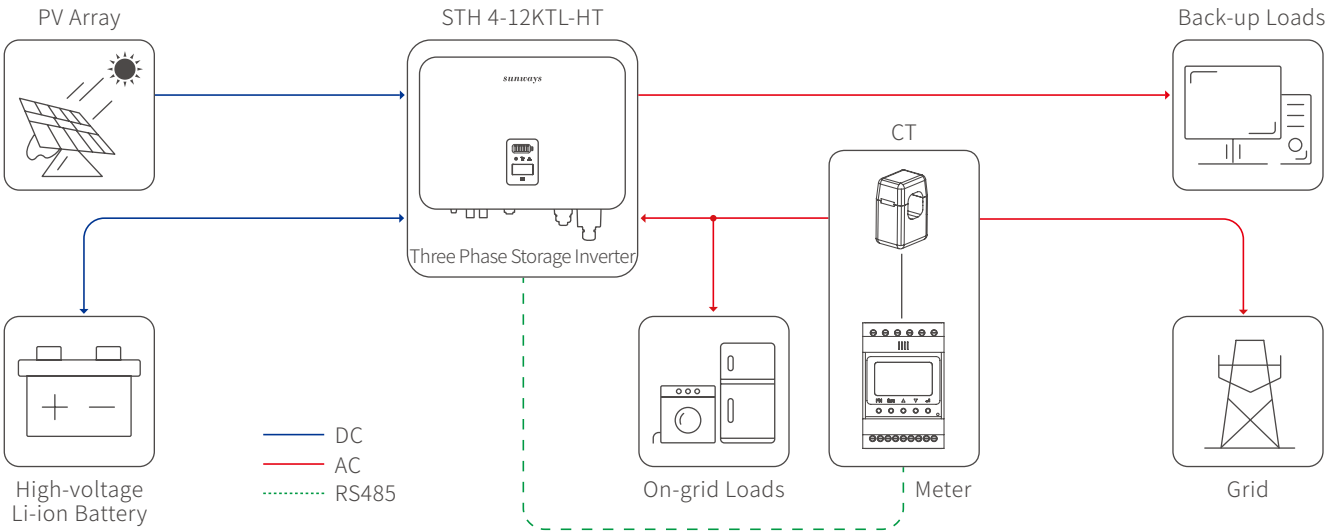 PV Array
STH 4-12KTL-HT
Back-up Loads
sunways
CT
Three Phase Storage Inverter
DC
AC
RS485
High-voltage
Li-ion Battery
On-grid Loads
Meter
Grid